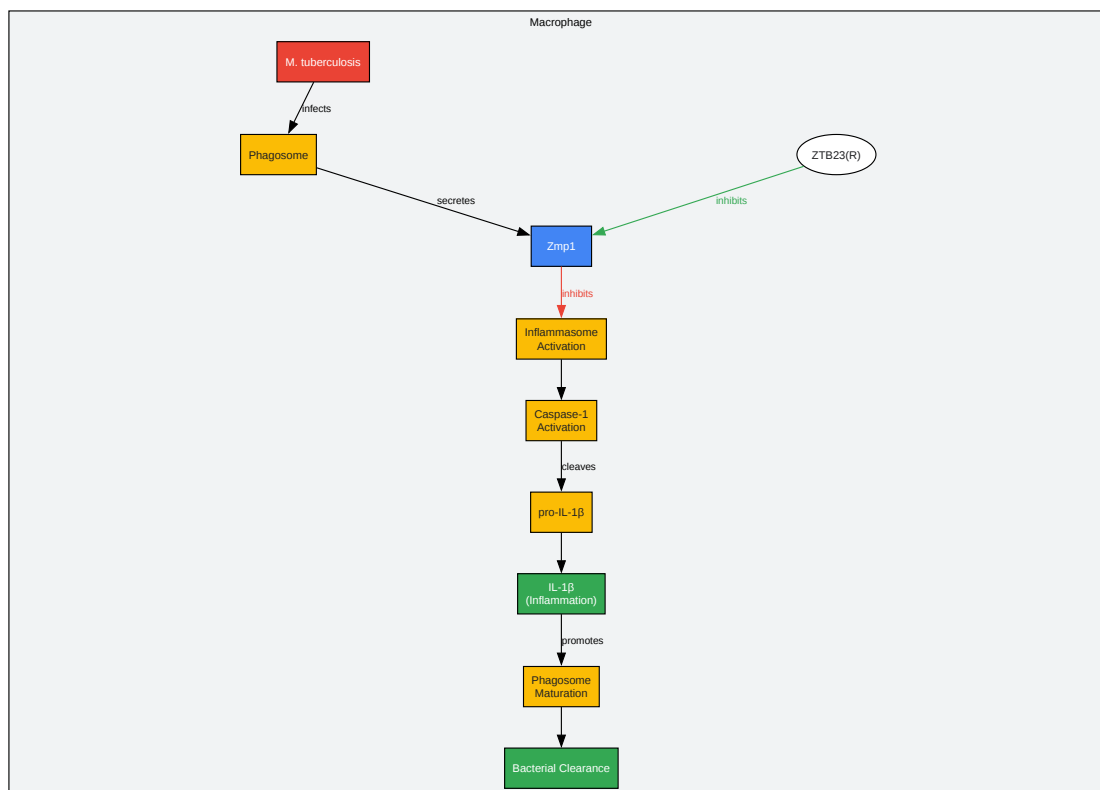 Macrophage
M. tuberculosis
infects
Phagosome
ZTB23(R)
secretes
inhibits
Zmp1
inhibits
Inflammasome
Activation
Caspase-1
Activation
cleaves
pro-IL-1β
IL-1β
(Inflammation)
promotes
Phagosome
Maturation
Bacterial Clearance